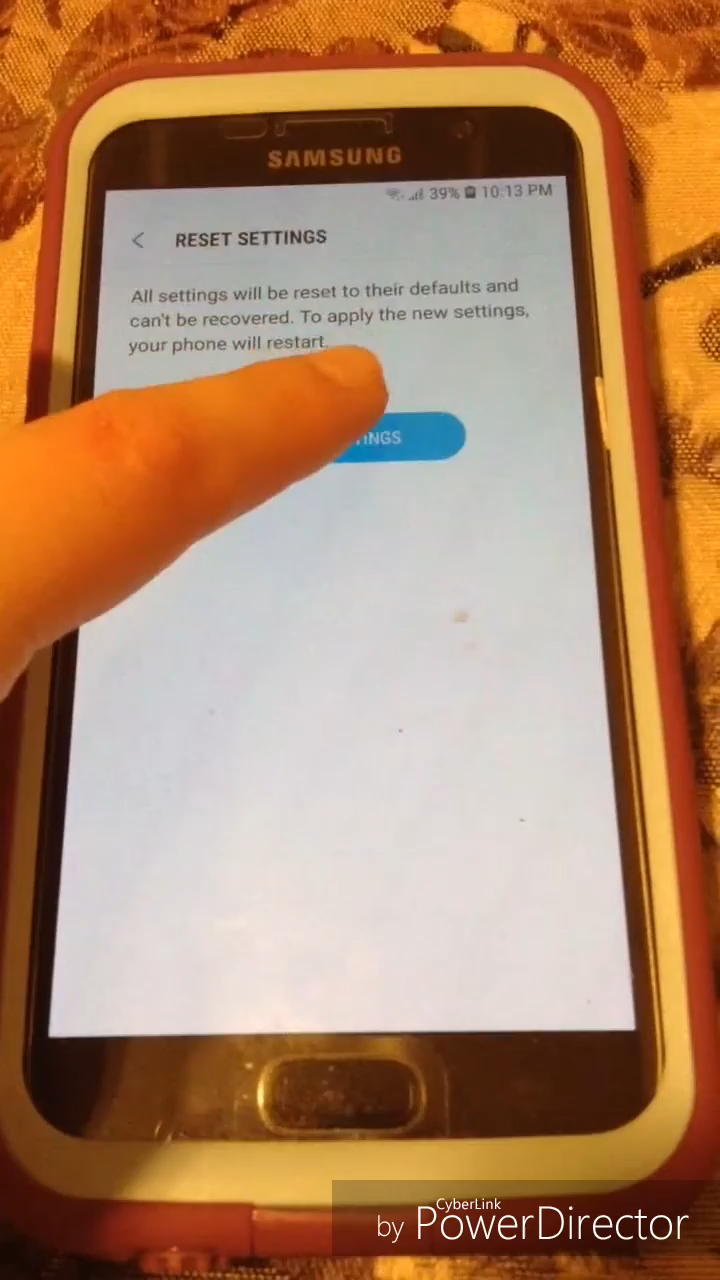 SAMSUNG
39% 10:13 PM
RESET SETTINGS
All settings will be reset to their defaults and
can't be recovered. To apply the new settings,
your phone will restart.
TINGS
CyberLink
by PowerDirector